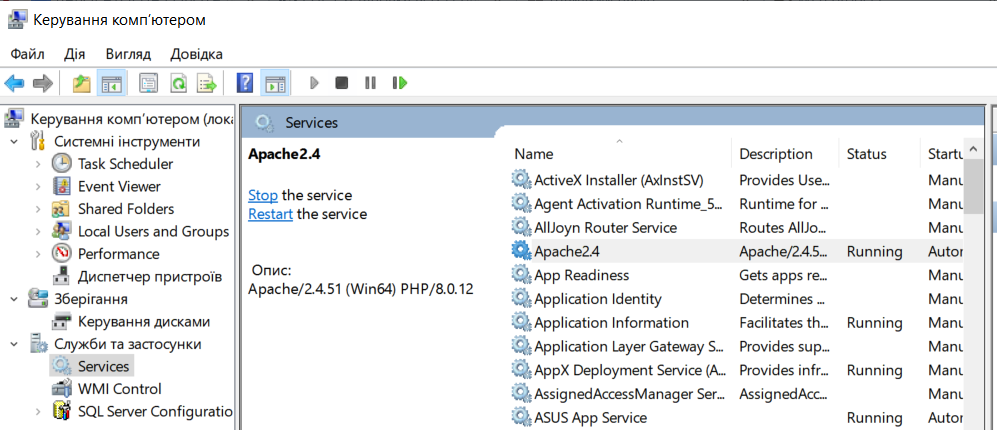 Керування комп’ютером
Файл Дія Вигляд Довідка
Керування комп’ютером (лока
Системні інструменти
Task Scheduler
Event Viewer
Shared Folders
Local Users and Groups
Performance
Диспетчер пристроїв
Зберігання
Керування дисками
Служби та застосунки
Services
WMI Control
SQL Server Configuratio
Services
Apache2.4
Stop the service
Restart the service
Опис:
Apache/2.4.51 (Win64) PHP/8.0.12
Name Description Status Startu
ActiveX Installer (AxInstSV) Provides Use... Manu
Agent Activation Runtime_5... Runtime for ... Manu
AllJoyn Router Service Routes AllJo... Manu
Apache2.4 Apache/2.4.5... Running Autor
App Readiness Gets apps re... Manu
Application Identity Determines ... Manu
Application Information Facilitates th... Running Manu
Application Layer Gateway S... Provides sup... Manu
AppX Deployment Service (A... Provides infr... Running Manu
AssignedAccessManager Ser... AssignedAcc... Manu
ASUS App Service Running Autor